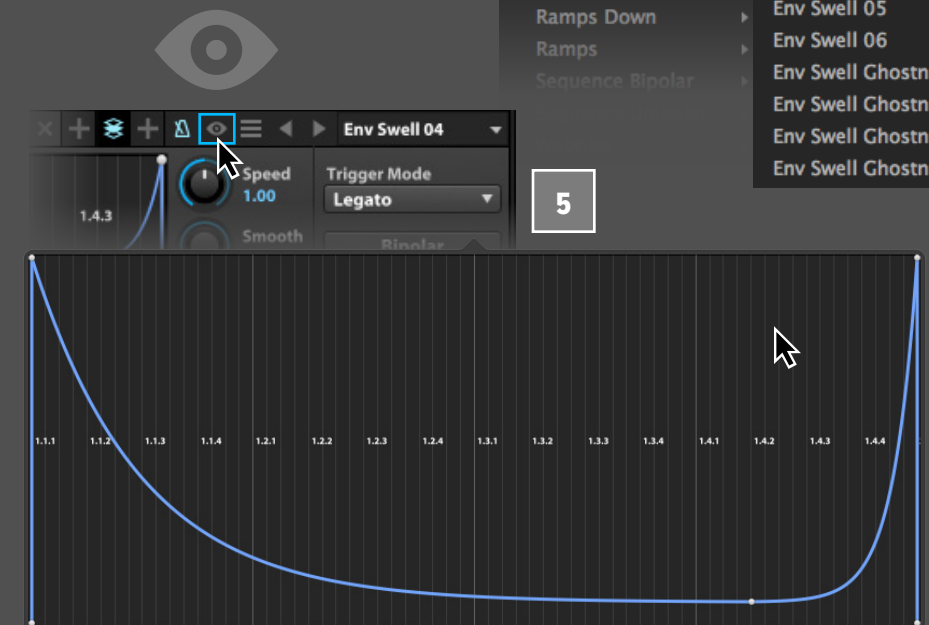 Ramps Down
Ramps
Sequence Bipolar
Env Swell 05
Env Swell 06
Env Swell Ghostn
Env Swell Ghostn
Env Swell Ghostn
Env Swell Ghostn
Env Swell 04
1.4.3
Speed
1.00
Smooth
Trigger Mode
Legato
Bipolar
5
1.1.1 1.1.2 1.1.3 1.1.4 1.2.1 1.2.2 1.2.3 1.2.4 1.3.1 1.3.2 1.3.3 1.3.4 1.4.1 1.4.2 1.4.3 1.4.4